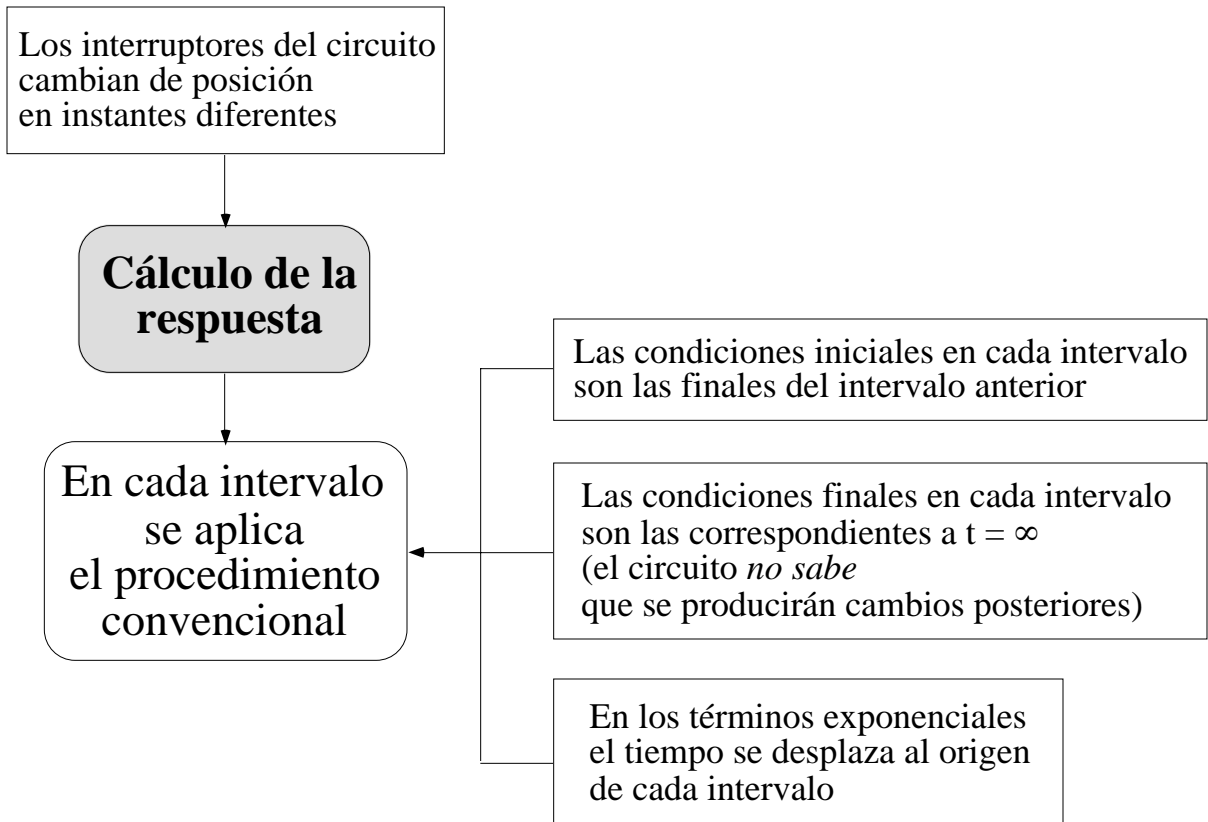 Los interruptores del circuito
cambian de posición
en instantes diferentes
Cálculo de la
respuesta
En cada intervalo
se aplica
el procedimiento
convencional
Las condiciones iniciales en cada intervalo
son las finales del intervalo anterior
Las condiciones finales en cada intervalo
son las correspondientes a t = ∞
(el circuito no sabe
que se producirán cambios posteriores)
En los términos exponenciales
el tiempo se desplaza al origen
de cada intervalo